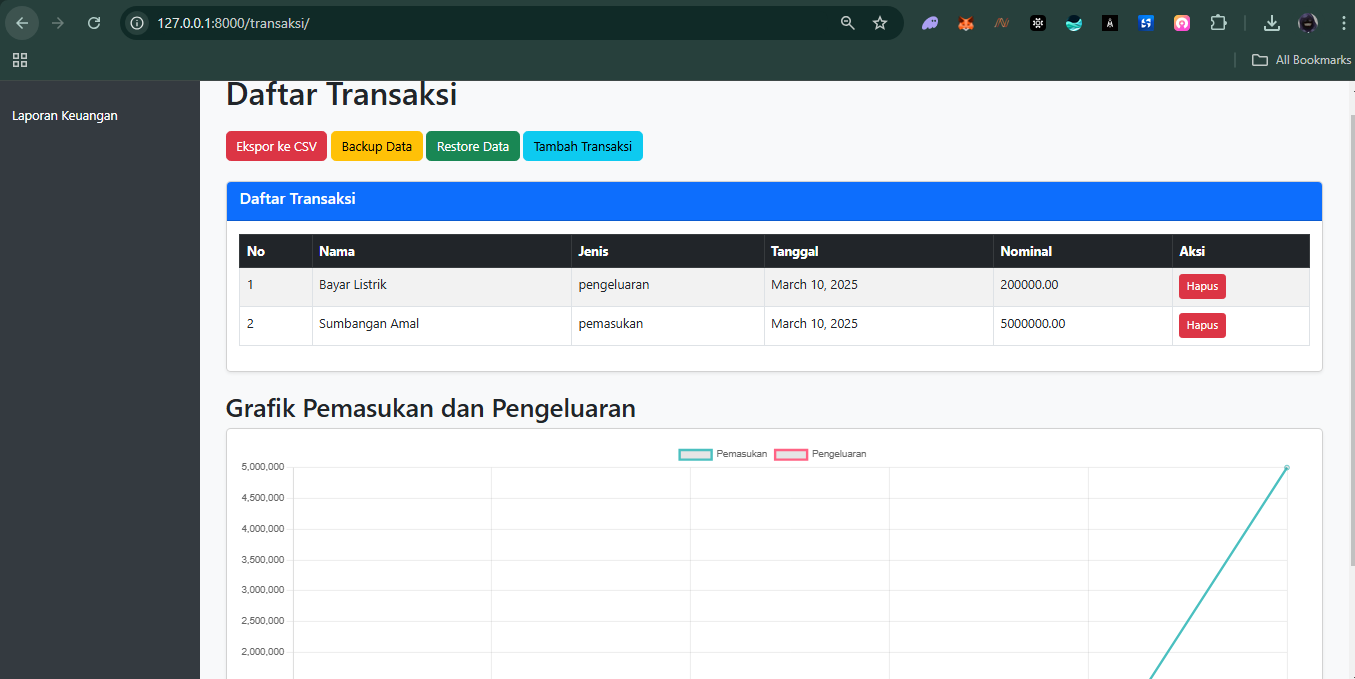 127.0.0.1:8000/transaksi/
All Bookmarks
Laporan Keuangan
Daftar Transaksi
Ekspor ke CSV Backup Data Restore Data Tambah Transaksi
Daftar Transaksi
No Nama Jenis Tanggal Nominal Aksi
1 Bayar Listrik pengeluaran March 10, 2025 200000.00 Hapus
2 Sumbangan Amal pemasukan March 10, 2025 5000000.00 Hapus
Grafik Pemasukan dan Pengeluaran
Pemasukan Pengeluaran
5,000,000
4,500,000
4,000,000
3,500,000
3,000,000
2,500,000
2,000,000